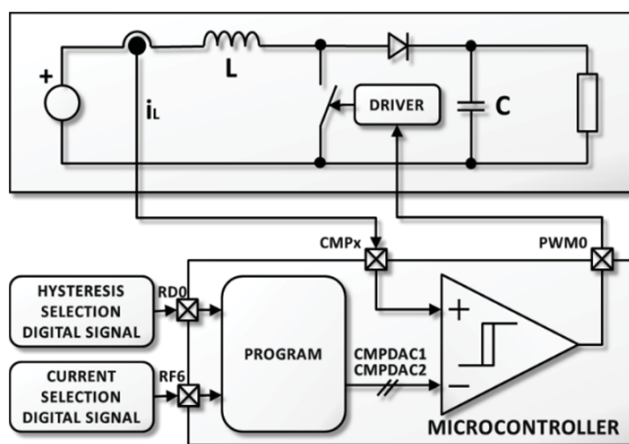 +
L
DRIVER
C
iL
CMPx
PWM0
HYSTERESIS
SELECTION
DIGITAL SIGNAL
RD0
CURRENT
SELECTION
DIGITAL SIGNAL
RF6
PROGRAM
CMPDAC1
CMPDAC2
+
−
MICROCONTROLLER